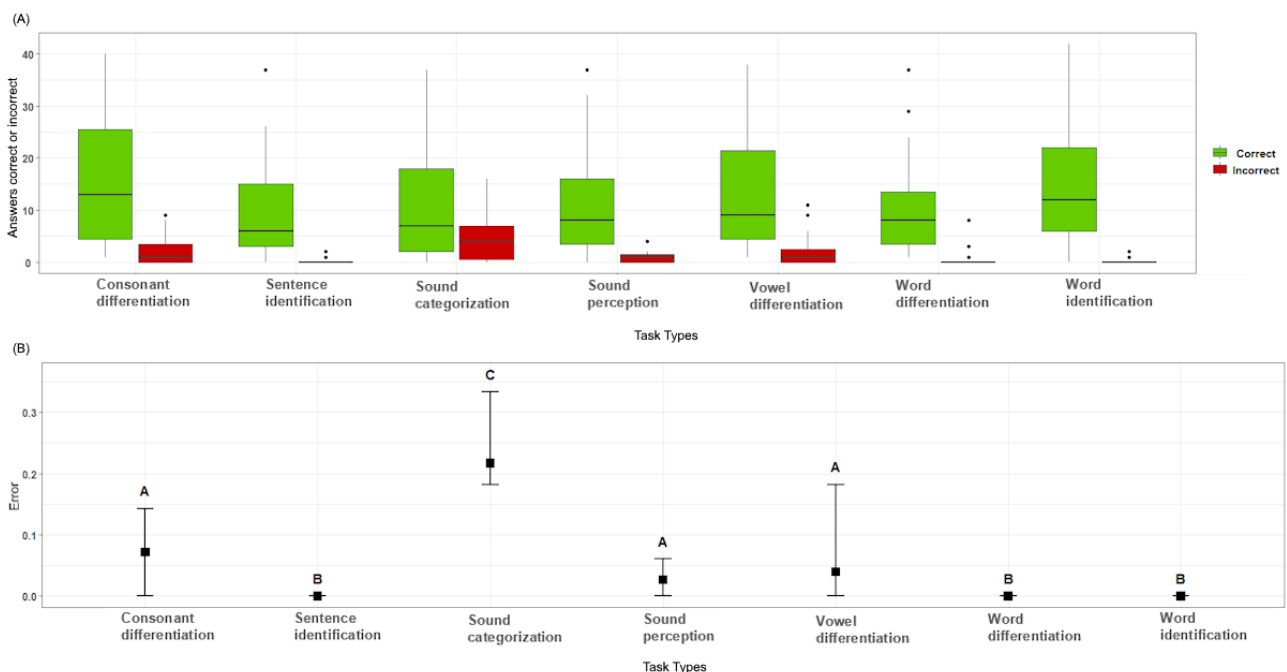 (A)
Answers correct or incorrect
40
30
20
10
0
Correct
Incorrect
Consonant
differentiation
Sentence
identification
Sound
categorization
Sound
perception
Vowel
differentiation
Word
differentiation
Word
identification
Task Types
(B)
Error
0.3
0.2
0.1
0.0
A
B
C
A
A
B
B
Consonant
differentiation
Sentence
identification
Sound
categorization
Sound
perception
Vowel
differentiation
Word
differentiation
Word
identification
Task Types